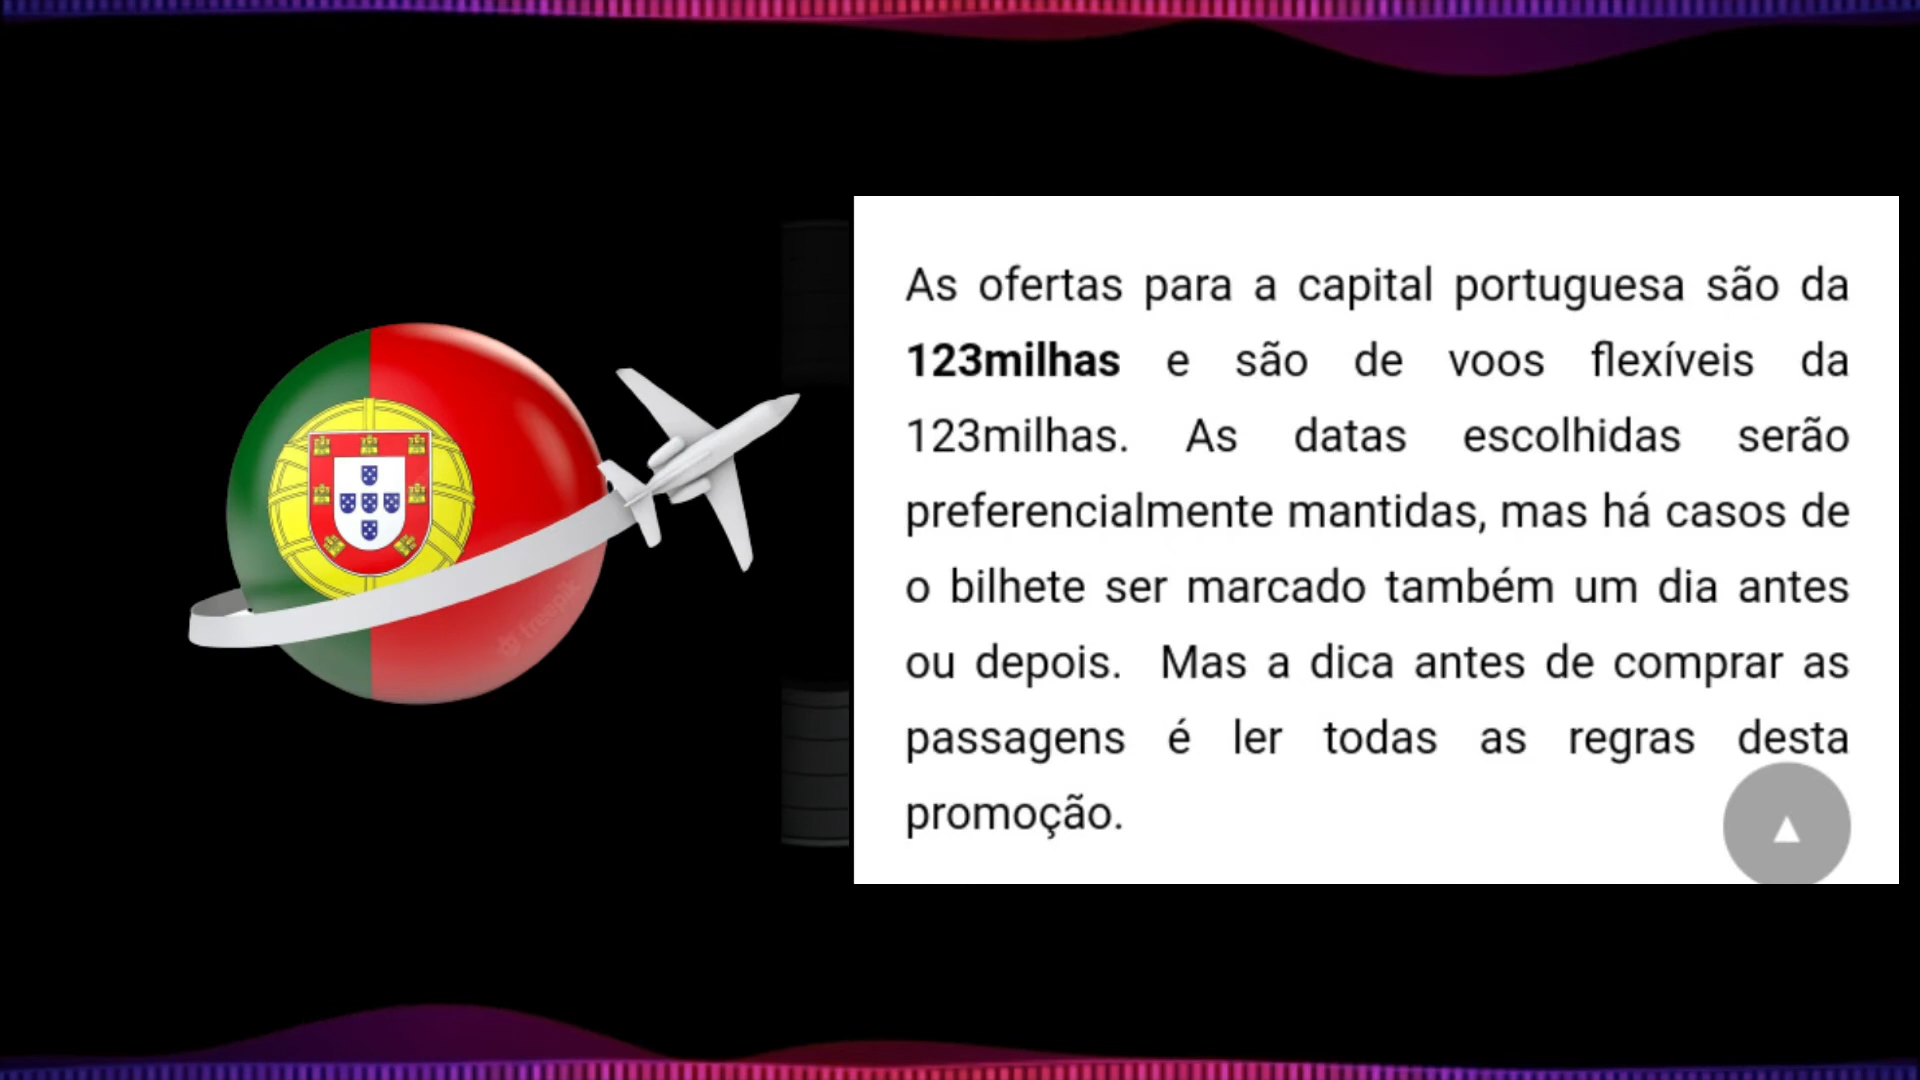 As ofertas para a capital portuguesa são da
123milhas e são de voos flexíveis da
123milhas. As datas escolhidas serão
preferencialmente mantidas, mas há casos de
o bilhete ser marcado também um dia antes
ou depois. Mas a dica antes de comprar as
passagens é ler todas as regras desta
promoção.
freepik